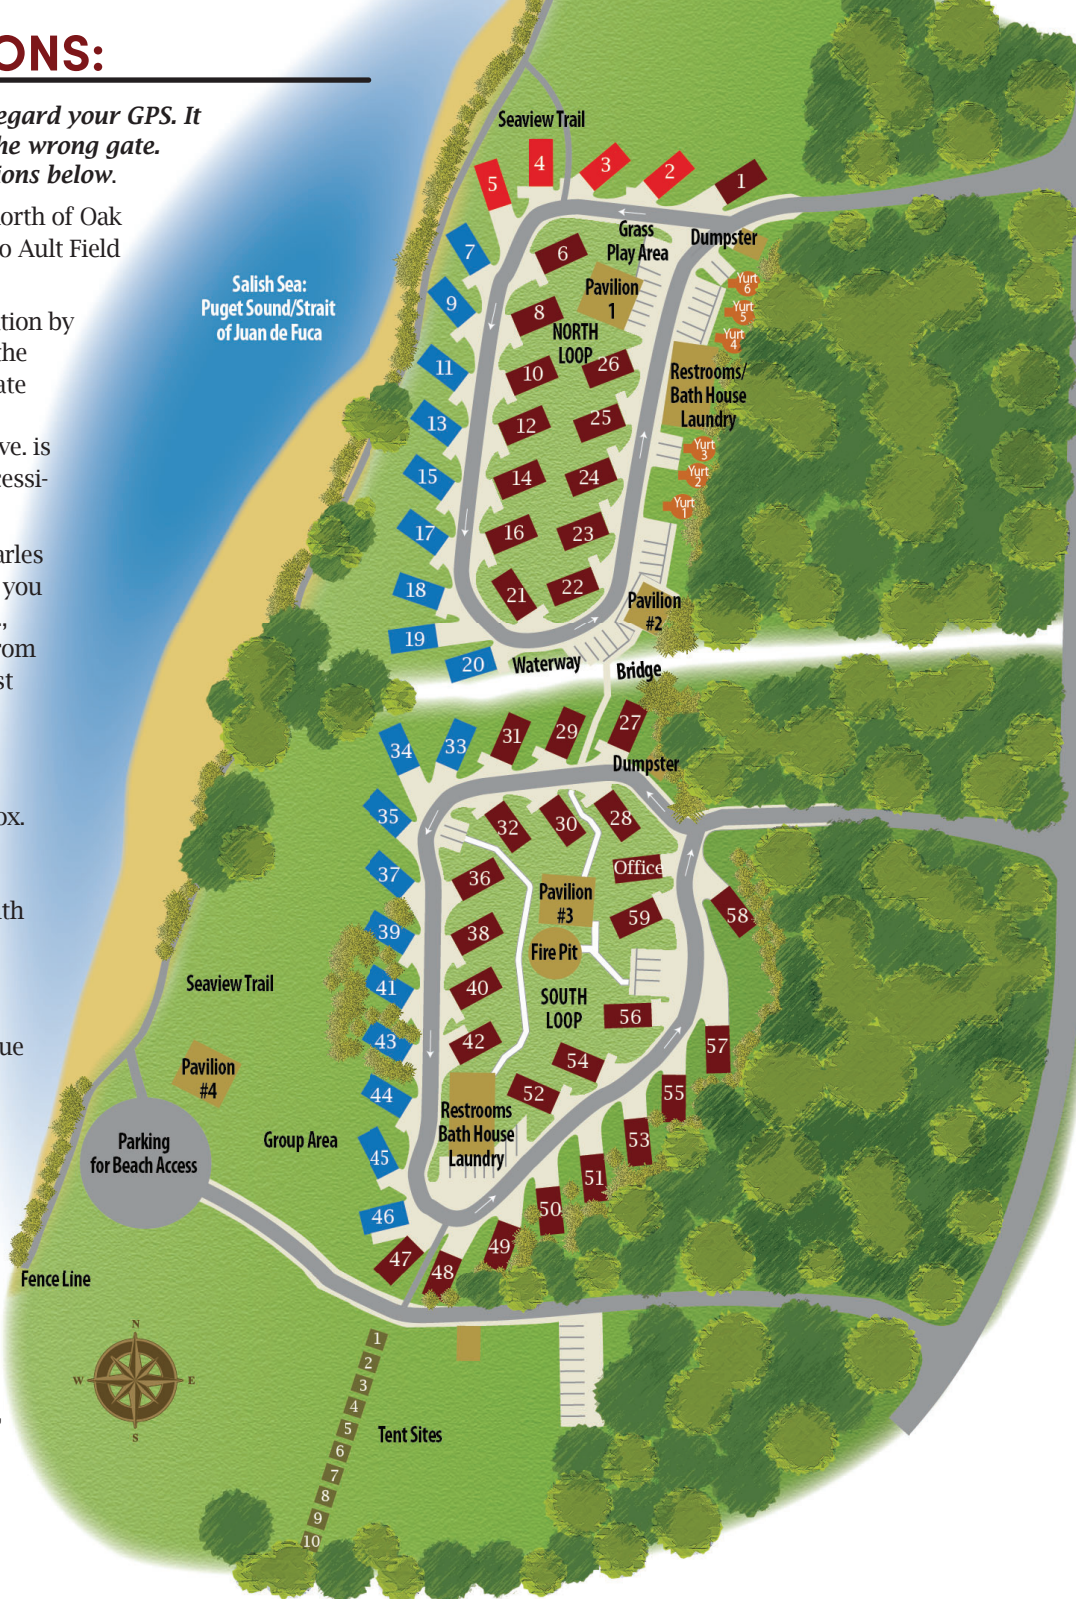 ONS:
egard your GPS. It
he wrong gate.
ions below.
orth of Oak
o Ault Field
tion by
the
ate
ve. is
cessi-
arles
you
.,
rom
st
ox.
ith
ue
,
Salish Sea:
Puget Sound/Strait
of Juan de Fuca
Seaview Trail
5
4
3
2
1
Grass
Play Area
Dumpster
7
6
Pavilion
1
Yurt
6
Yurt
5
Yurt
4
9
8
NORTH
LOOP
11
10
26
Restrooms/
Bath House
Laundry
13
12
25
Yurt
3
15
14
24
Yurt
2
Yurt
1
17
16
23
18
21
22
Pavilion
#2
19
20
Waterway
Bridge
34
33
31
29
27
Dumpster
35
32
30
28
37
36
Office
Pavilion
#3
39
38
59
58
Fire Pit
41
40
SOUTH
LOOP
56
43
42
54
57
44
52
55
Seaview Trail
Pavilion
#4
Restrooms
Bath House
Laundry
Group Area
45
53
51
Parking
for Beach Access
46
50
47
48
49
Fence Line
N
W
E
S
1
2
3
4
5
6
7
8
9
10
Tent Sites